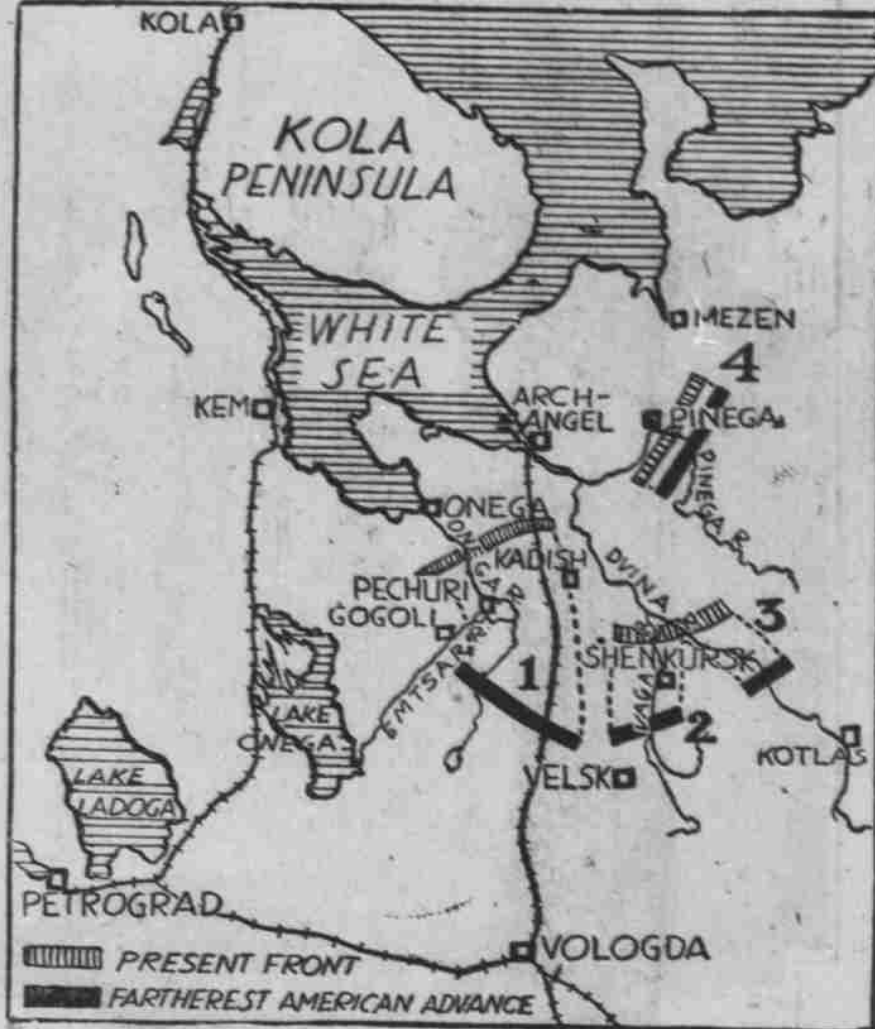 KOLA
KOLA
PENINSULA
WHITE
SEA
MEZEN
4
KEM
ARCH-
ANGEL
PINEGA
PINEGA R.
ONEGA
ONEGA R
KADISH
DVINA
PECHURI
GOGOLI
3
SHENKURSK
EMTSA R
1
VAGA
2
LAKE
ONEGA
KOTLAS
LAKE
LADOGA
VELSK
PETROGRAD
VOLOGDA
PRESENT FRONT
FARTHEREST AMERICAN ADVANCE